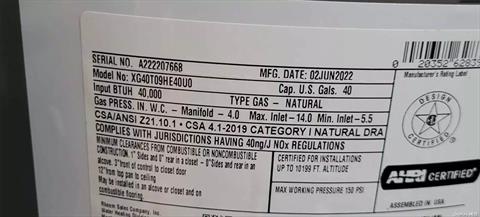 SERIAL NO. A222207668
MFG. DATE: 02JUN2022
Model No: XG40T09HE40U0
Cap. U.S. Gals. 40
Input BTUH 40,000
TYPE GAS - NATURAL
Gas PRESS. IN. W.C. - Manifold - 4.0 Max. Inlet - 14.0 Min. Inlet - 5.5
CSA/ANSI Z21.10.1 • CSA 4.1-2019 CATEGORY I NATURAL DRA
COMPLIES WITH JURISDICTIONS HAVING 40ng/J NOx REGULATIONS
MINIMUM CLEARANCES FROM COMBUSTIBLE OR NONCOMBUSTIBLE
CONSTRUCTION: 1" Sides and 0" rear in a closet - 0" Sides and rear in an
alcove: 3" front of control to closet door
12" from top panel to ceiling
May be installed in an alcove or closet and on
combustible flooring.
Rheem Sales Company, Inc.
Water Heating
CERTIFIED FOR INSTALLATIONS
UP TO 10199 FT. ALTITUDE
MAX WORKING PRESSURE 150 PSI
0 20352 6283
Manufacturer's Rating Label
DESIGN
CERTIFIED
AHRI CERTIFIED
ASSEMBLED IN: USA